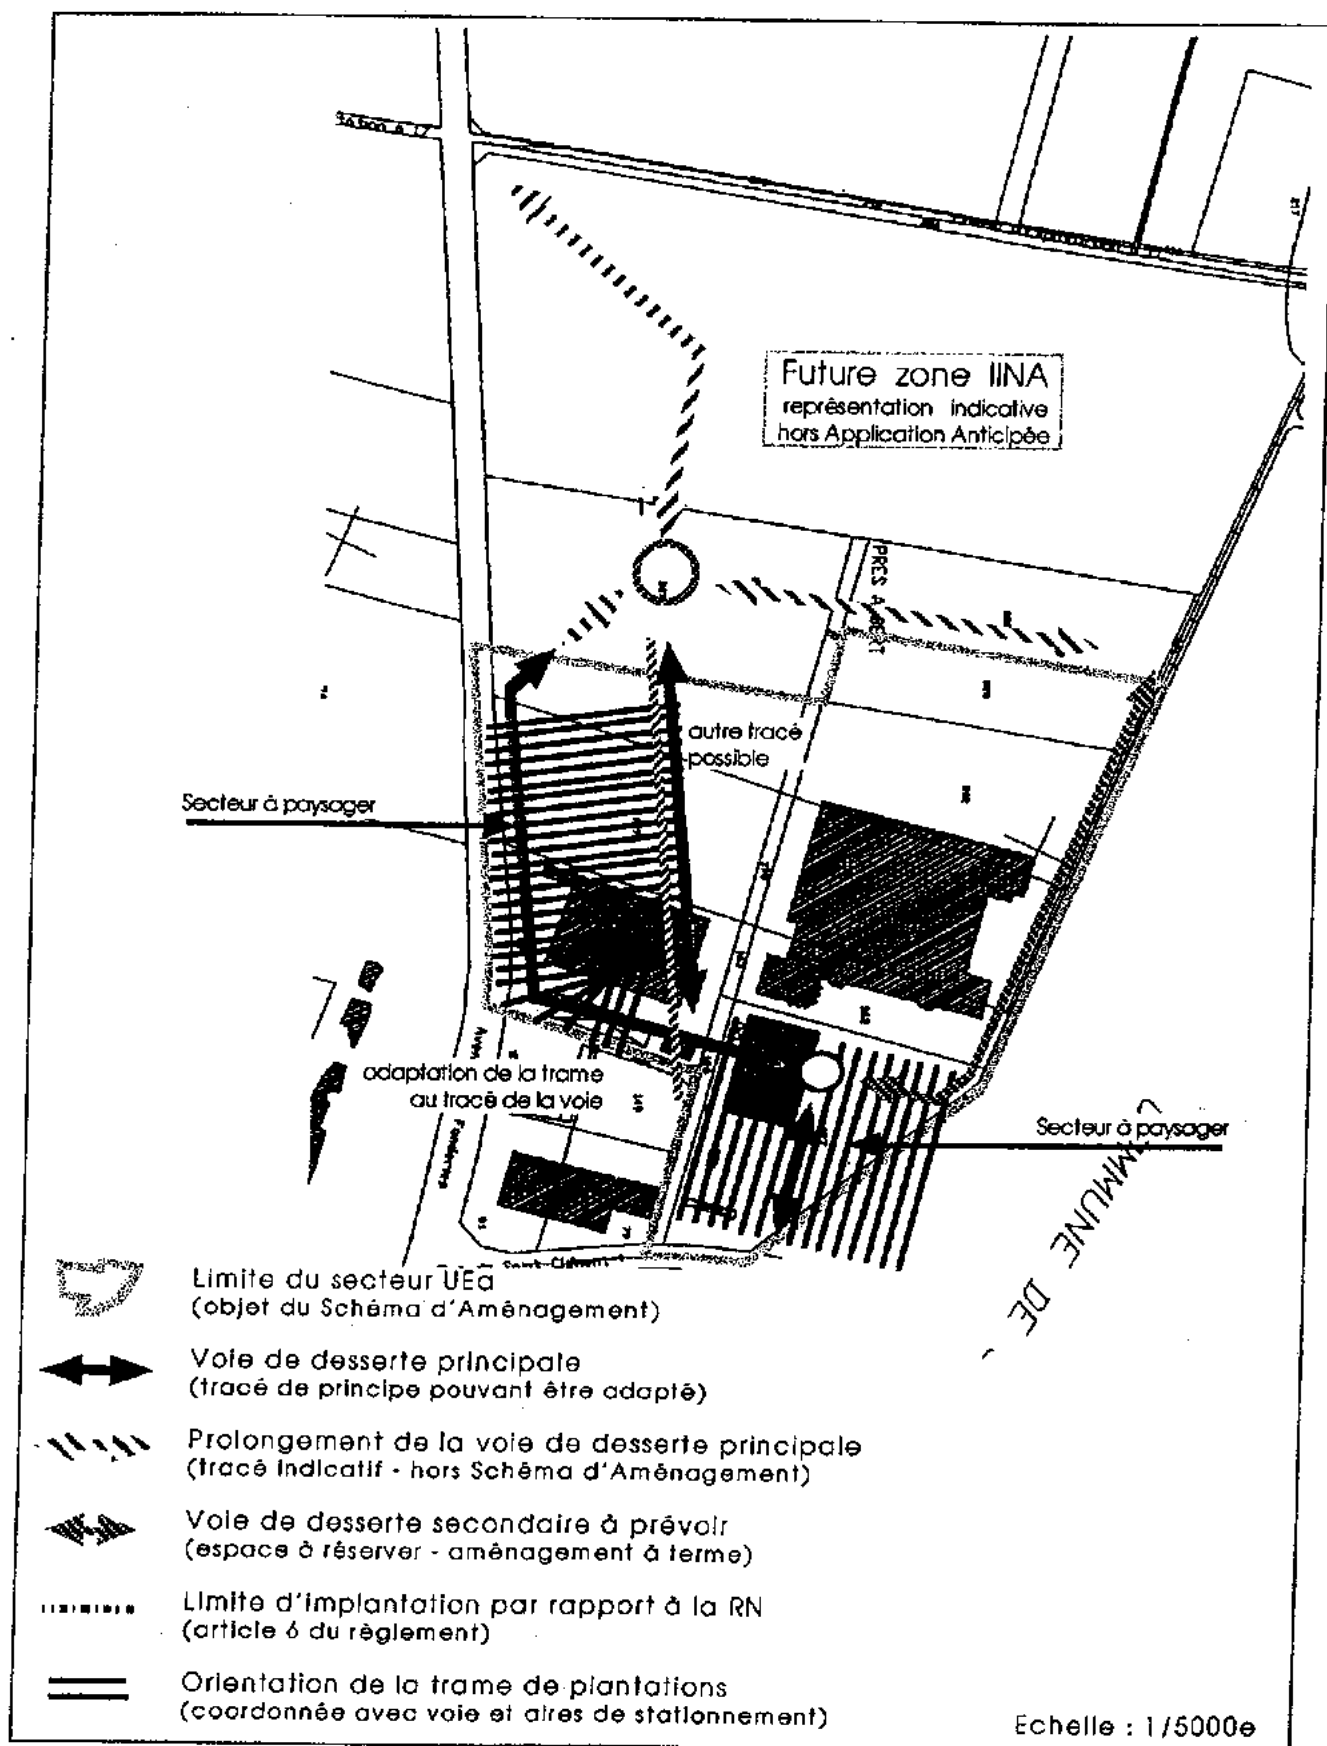 Future zone IINA
représentation indicative
hors Application Anticipée
PRES ALBERT
autre tracé
possible
Secteur à paysager
adaptation de la trame
au tracé de la voie
Secteur à paysager
COMMUNE DE
Limite du secteur UEa
(objet du Schéma d'Aménagement)
Voie de desserte principale
(tracé de principe pouvant être adapté)
Prolongement de la voie de desserte principale
(tracé indicatif - hors Schéma d'Aménagement)
Voie de desserte secondaire à prévoir
(espace à réserver - aménagement à terme)
Limite d'implantation par rapport à la RN
(article 6 du règlement)
Orientation de la trame de plantations
(coordonnée avec voie et aires de stationnement)
Echelle : 1/5000e